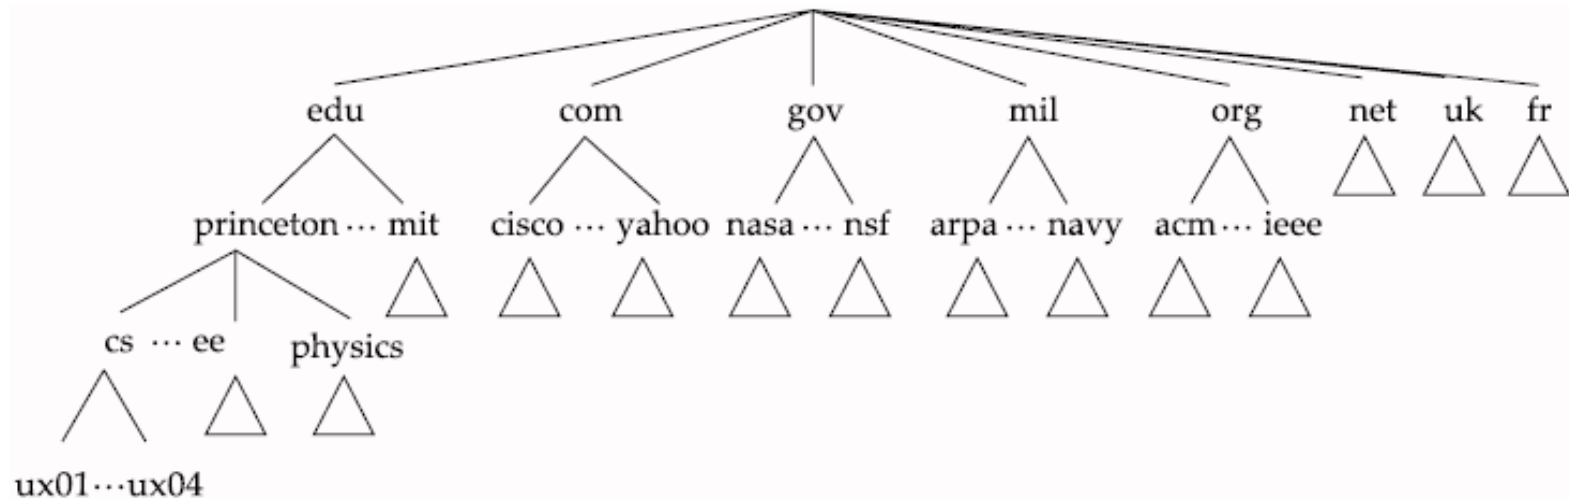 edu com gov mil org net uk fr
princeton ··· mit cisco ··· yahoo nasa ··· nsf arpa ··· navy acm ··· ieee
cs ··· ee physics
ux01 ··· ux04